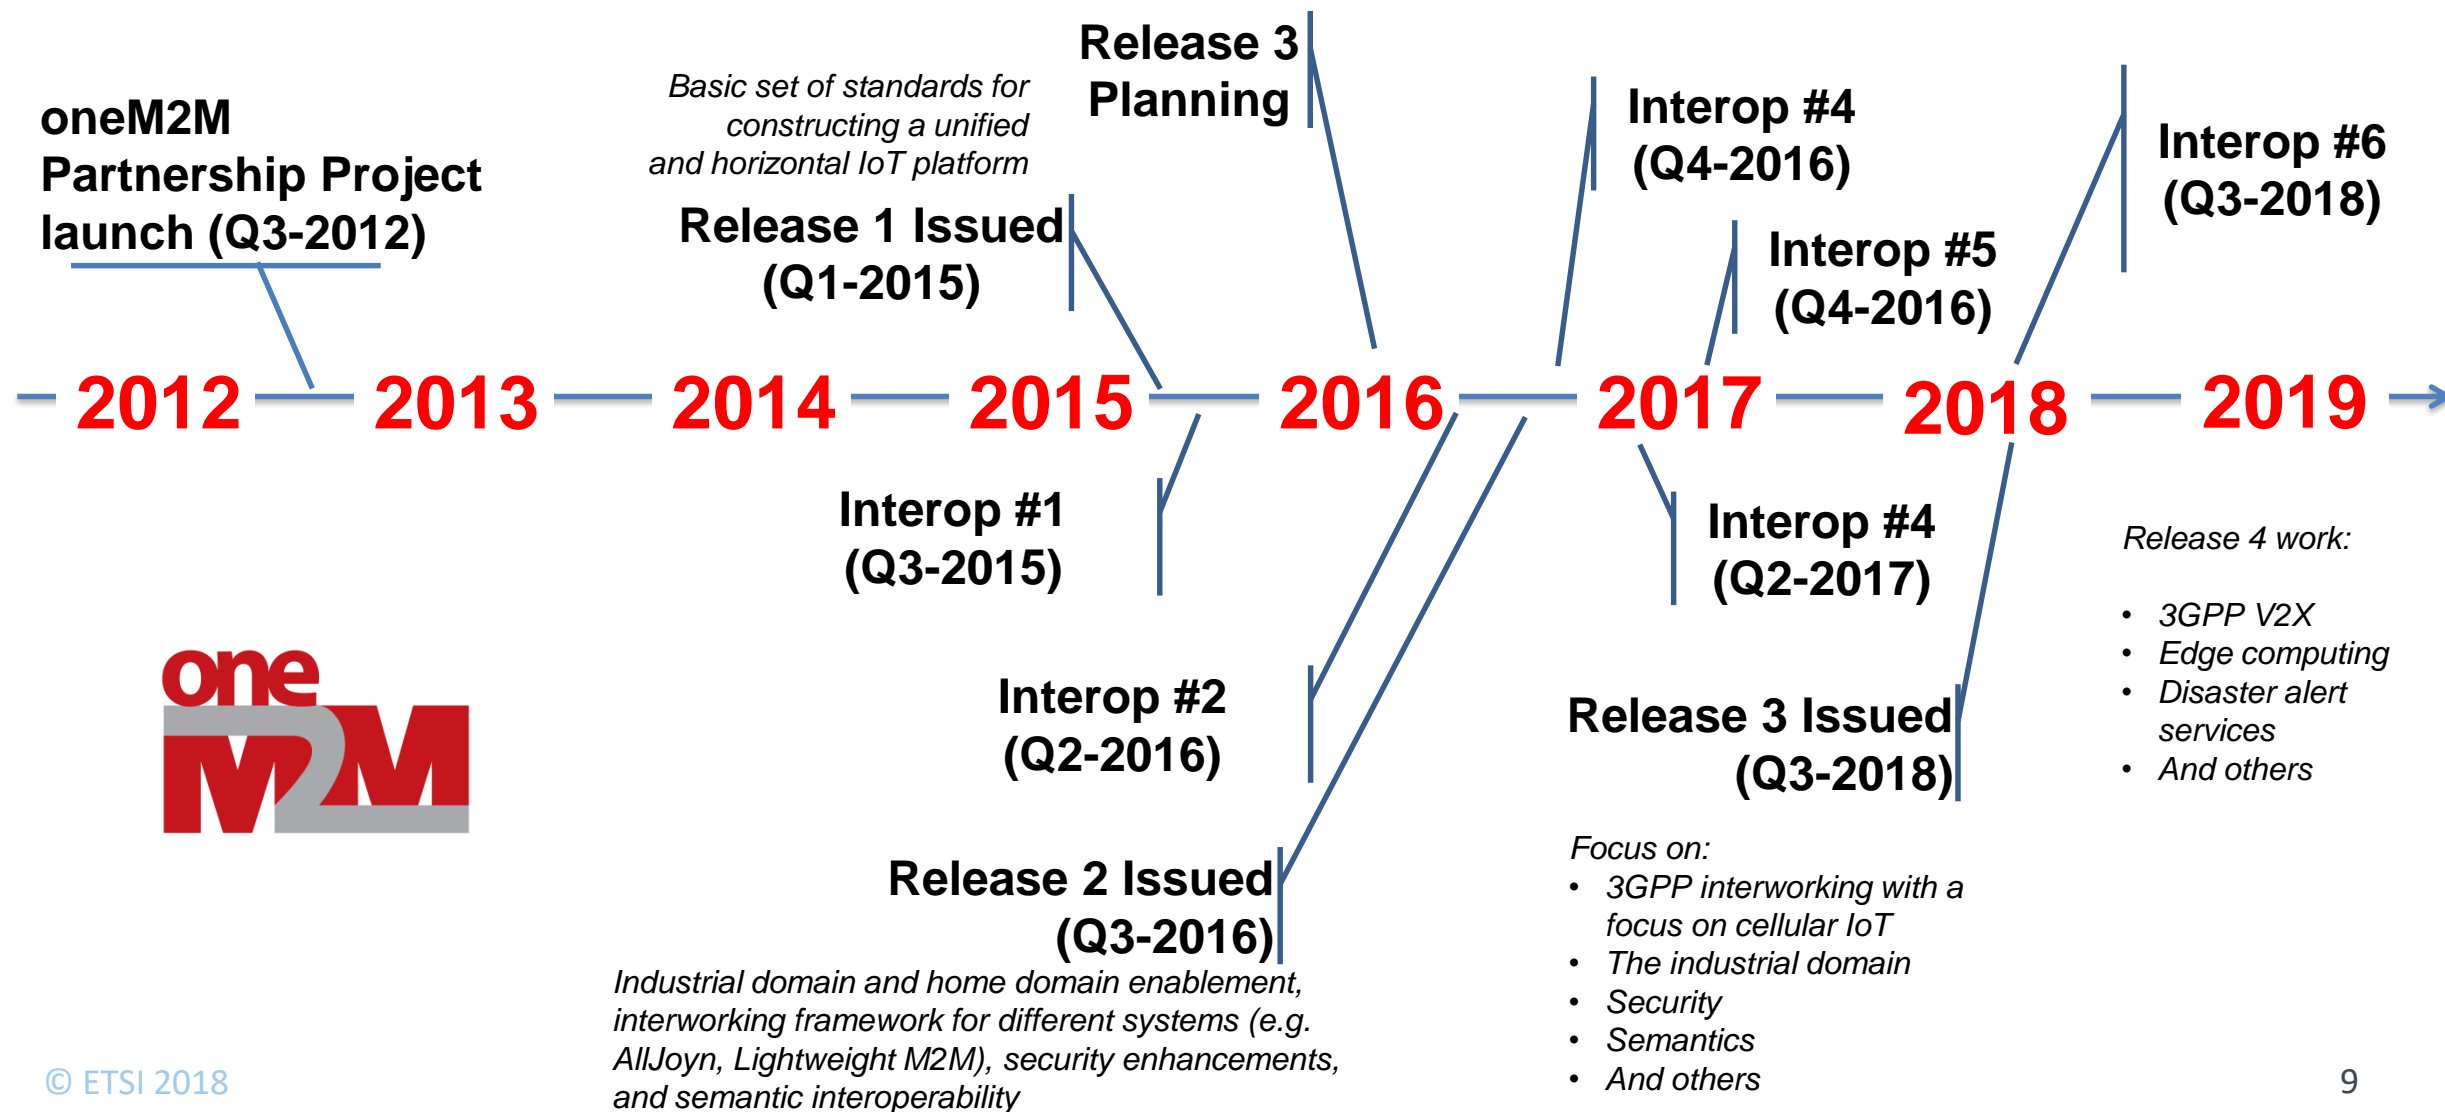 oneM2M
Partnership Project
launch (Q3-2012)
Basic set of standards for
constructing a unified
and horizontal IoT platform
Release 1 Issued
(Q1-2015)
Release 3
Planning
Interop #4
(Q4-2016)
Interop #5
(Q4-2016)
Interop #6
(Q3-2018)
2012
2013
2014
2015
2016
2017
2018
2019
Interop #1
(Q3-2015)
Interop #2
(Q2-2016)
Release 2 Issued
(Q3-2016)
Industrial domain and home domain enablement,
interworking framework for different systems (e.g.
AllJoyn, Lightweight M2M), security enhancements,
and semantic interoperability
Interop #4
(Q2-2017)
Release 3 Issued
(Q3-2018)
Focus on:
• 3GPP interworking with a
focus on cellular IoT
• The industrial domain
• Security
• Semantics
• And others
Release 4 work:
• 3GPP V2X
• Edge computing
• Disaster alert
services
• And others
one
M2M
© ETSI 2018
9